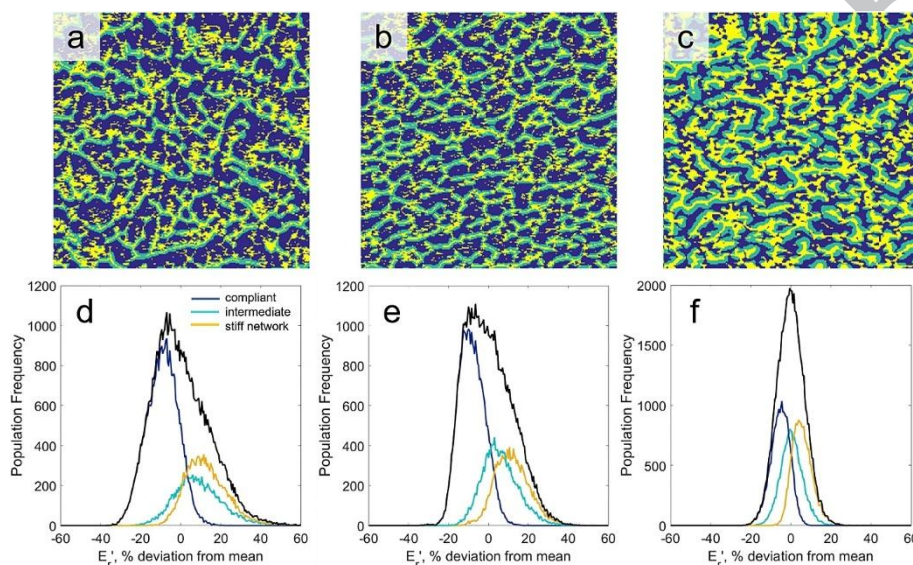 a b c
d e f
compliant
intermediate
stiff network
1200 1200 2000
1000 1000 1500
800 800 1000
600 600 500
400 400 0
200 200
0 0
Population Frequency Population Frequency Population Frequency
-60 -40 -20 0 20 40 60 -60 -40 -20 0 20 40 60 -60 -40 -20 0 20 40 60
Er', % deviation from mean Er', % deviation from mean Er', % deviation from mean